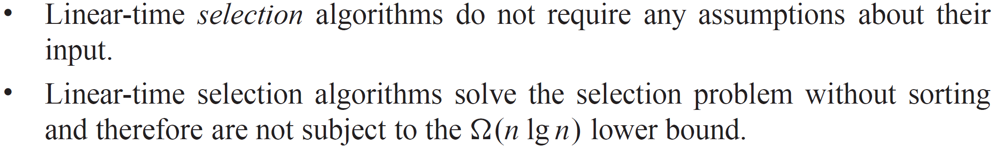 • Linear-time selection algorithms do not require any assumptions about their
input.
• Linear-time selection algorithms solve the selection problem without sorting
and therefore are not subject to the Ω(n lg n) lower bound.